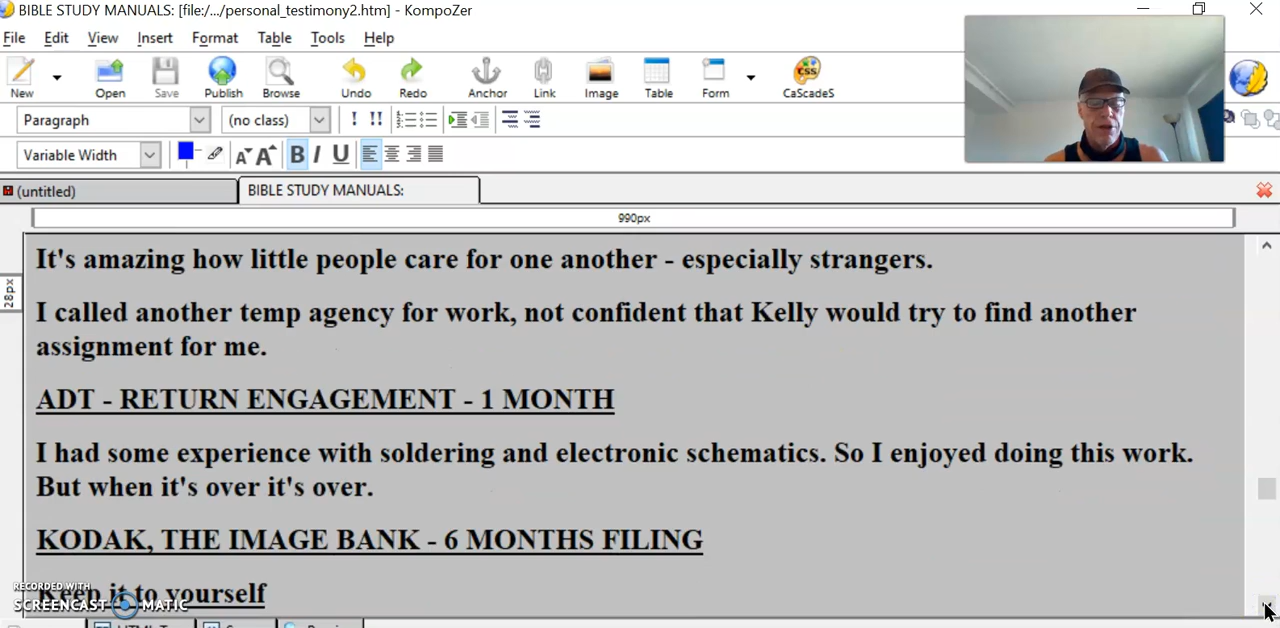 BIBLE STUDY MANUALS: [file:/.../personal_testimony2.htm] - KompoZer
File Edit View Insert Format Table Tools Help
New Open Save Publish Browse Undo Redo Anchor Link Image Table Form CaScadeS
Paragraph (no class)
Variable Width B I U
(untitled) BIBLE STUDY MANUALS:
990px
28px
It's amazing how little people care for one another - especially strangers.
I called another temp agency for work, not confident that Kelly would try to find another
assignment for me.
ADT - RETURN ENGAGEMENT - 1 MONTH
I had some experience with soldering and electronic schematics. So I enjoyed doing this work.
But when it's over it's over.
KODAK, THE IMAGE BANK - 6 MONTHS FILING
Keep it to yourself
RECORDED WITH
SCREENCAST MATIC